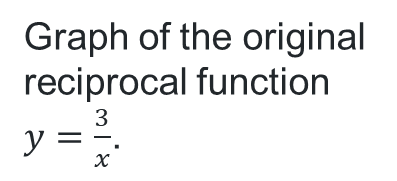 Graph of the original
reciprocal function
y = 3/x.